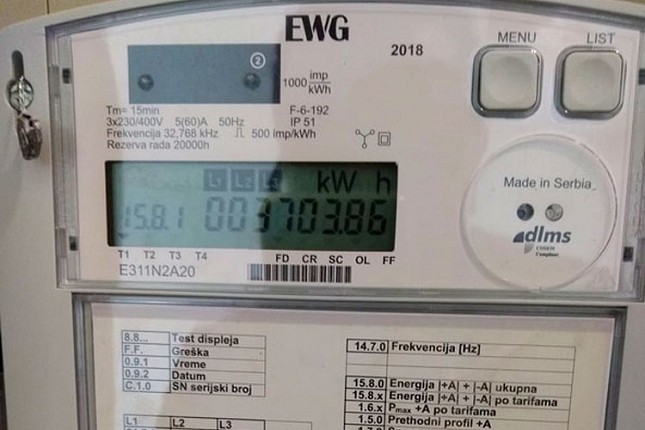 EWG
2018
MENU
LIST
2
1000 imp/kWh
Tm= 15min
F-6-192
3x230/400V 5(60)A 50Hz
IP 51
Frekvencija 32,768 kHz 500 imp/kWh
Rezerva rada 20000h
L1 L2 L3 kW h
15.8.1 003703.86
Made in Serbia
dlms
COSEM
Compliant
T1 T2 T3 T4
FD CR SC OL FF
E311N2A20
8.8... Test displeja
F.F. Greška
0.9.1 Vreme
0.9.2 Datum
C.1.0 SN serijski broj
14.7.0 Frekvencija [Hz]
15.8.0 Energija |+A| + |-A| ukupna
15.8.x Energija |+A| + |-A| po tarifama
1.6.x Pmax +A po tarifama
1.5.0 Prethodni profil +A
L1 L2 L3